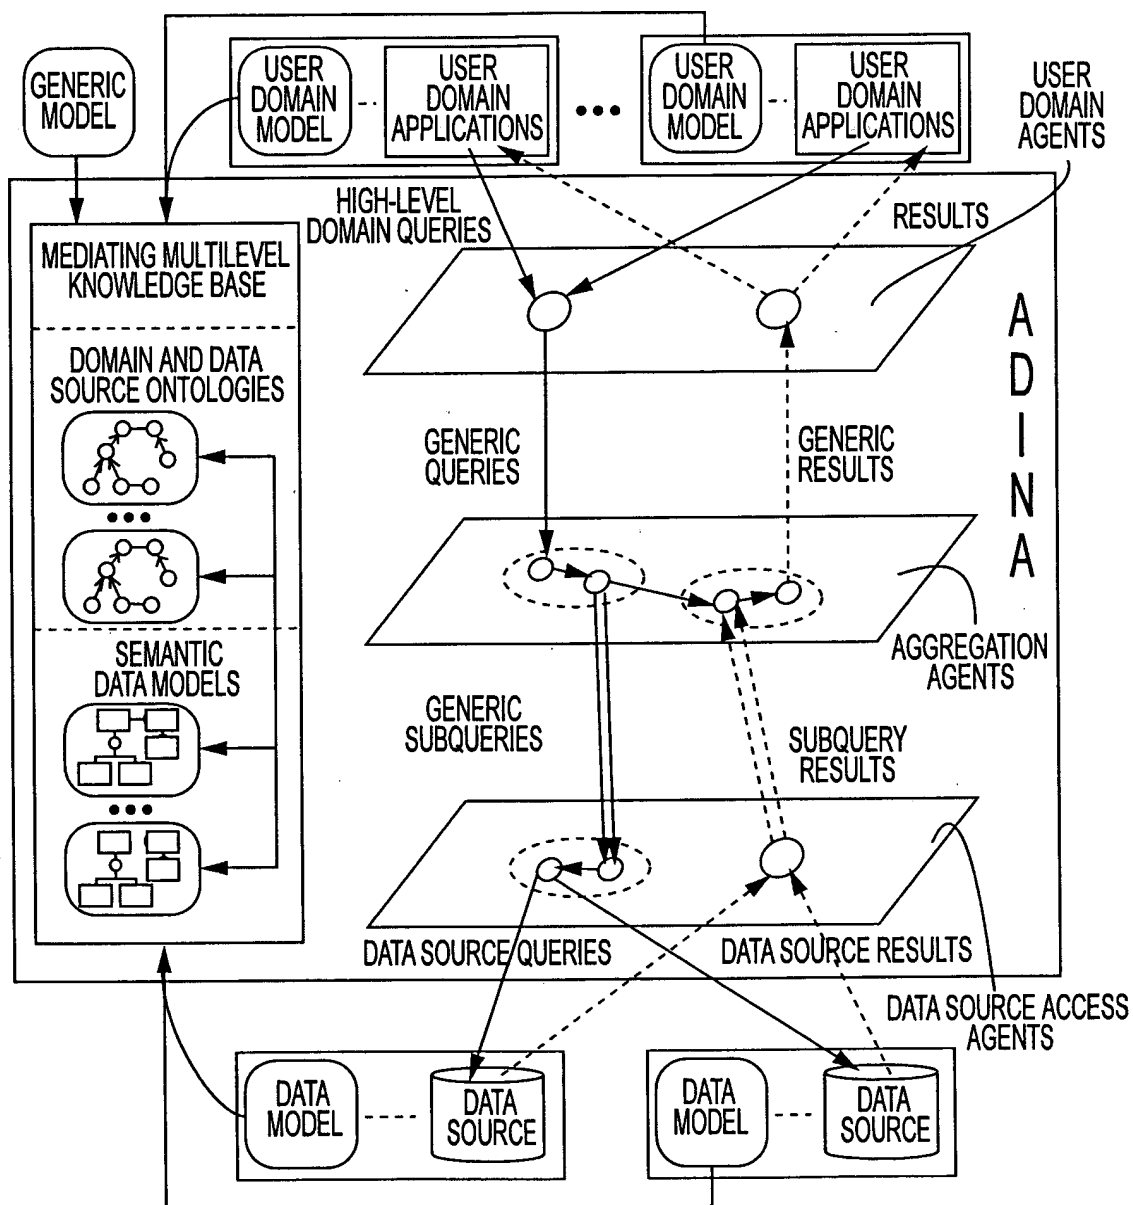 GENERIC
MODEL
USER
DOMAIN
MODEL
USER
DOMAIN
APPLICATIONS
USER
DOMAIN
MODEL
USER
DOMAIN
APPLICATIONS
USER
DOMAIN
AGENTS
HIGH-LEVEL
DOMAIN QUERIES
RESULTS
MEDIATING MULTILEVEL
KNOWLEDGE BASE
DOMAIN AND DATA
SOURCE ONTOLOGIES
SEMANTIC
DATA MODELS
GENERIC
QUERIES
GENERIC
RESULTS
ADINA
AGGREGATION
AGENTS
GENERIC
SUBQUERIES
SUBQUERY
RESULTS
DATA SOURCE QUERIES
DATA SOURCE RESULTS
DATA SOURCE ACCESS
AGENTS
DATA
MODEL
DATA
SOURCE
DATA
MODEL
DATA
SOURCE